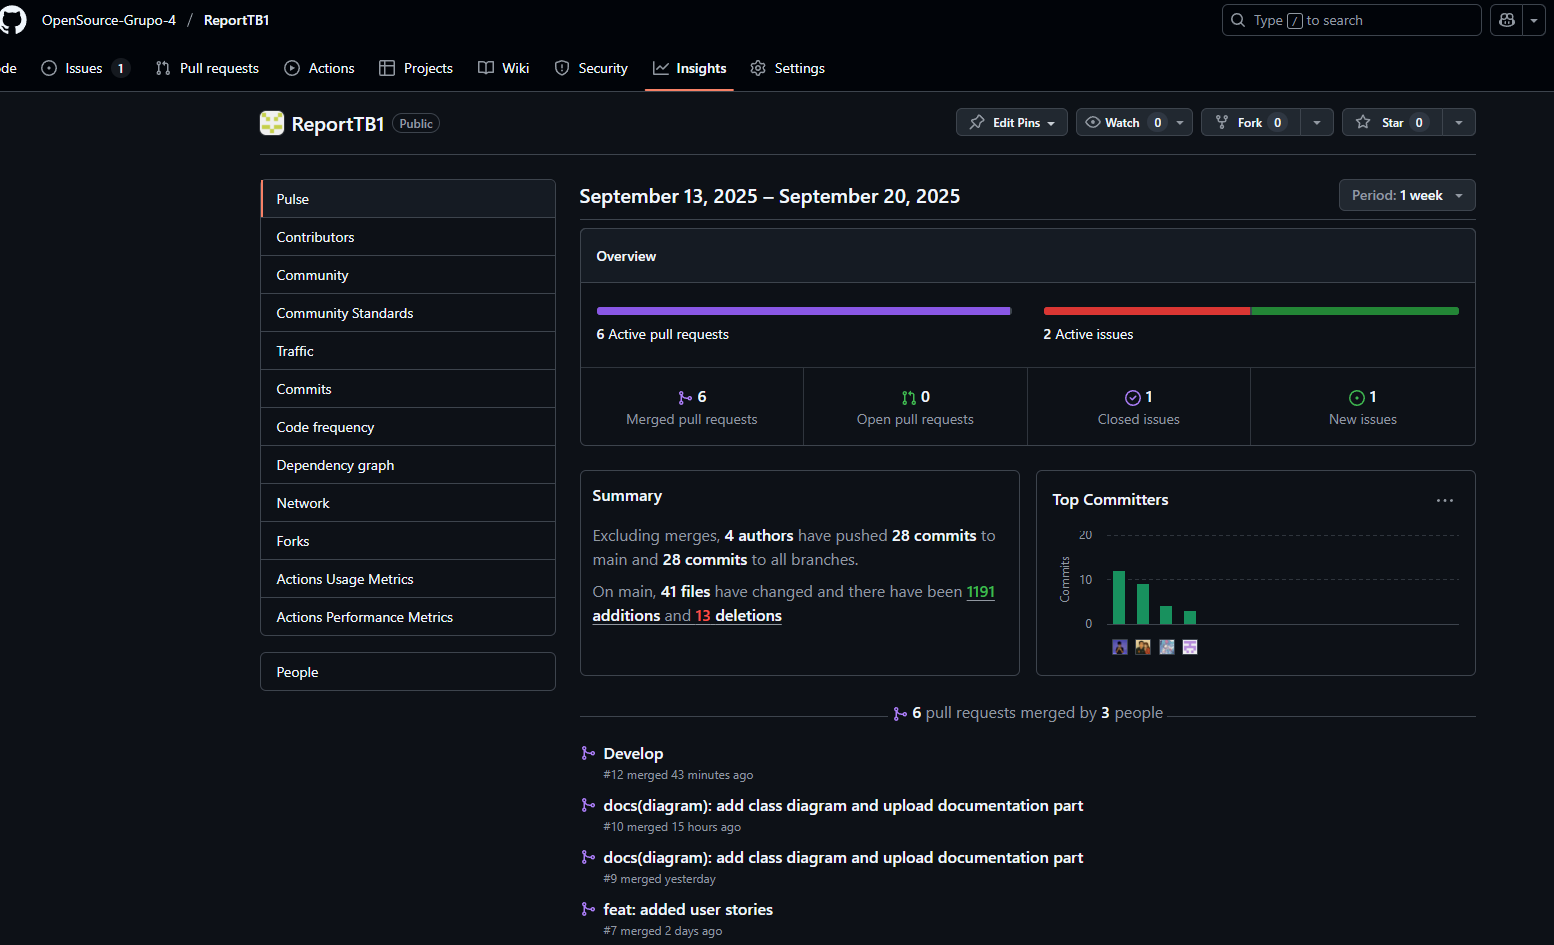 OpenSource-Grupo-4 / ReportTB1
Type / to search
de
Issues 1
Pull requests
Actions
Projects
Wiki
Security
Insights
Settings
ReportTB1 Public
Edit Pins
Watch 0
Fork 0
Star 0
Pulse
Contributors
Community
Community Standards
Traffic
Commits
Code frequency
Dependency graph
Network
Forks
Actions Usage Metrics
Actions Performance Metrics
People
September 13, 2025 – September 20, 2025
Period: 1 week
Overview
6 Active pull requests
2 Active issues
6
Merged pull requests
0
Open pull requests
1
Closed issues
1
New issues
Summary
Excluding merges, 4 authors have pushed 28 commits to
main and 28 commits to all branches.
On main, 41 files have changed and there have been 1191
additions and 13 deletions
Top Committers
20
10
0
Commits
6 pull requests merged by 3 people
Develop
#12 merged 43 minutes ago
docs(diagram): add class diagram and upload documentation part
#10 merged 15 hours ago
docs(diagram): add class diagram and upload documentation part
#9 merged yesterday
feat: added user stories
#7 merged 2 days ago